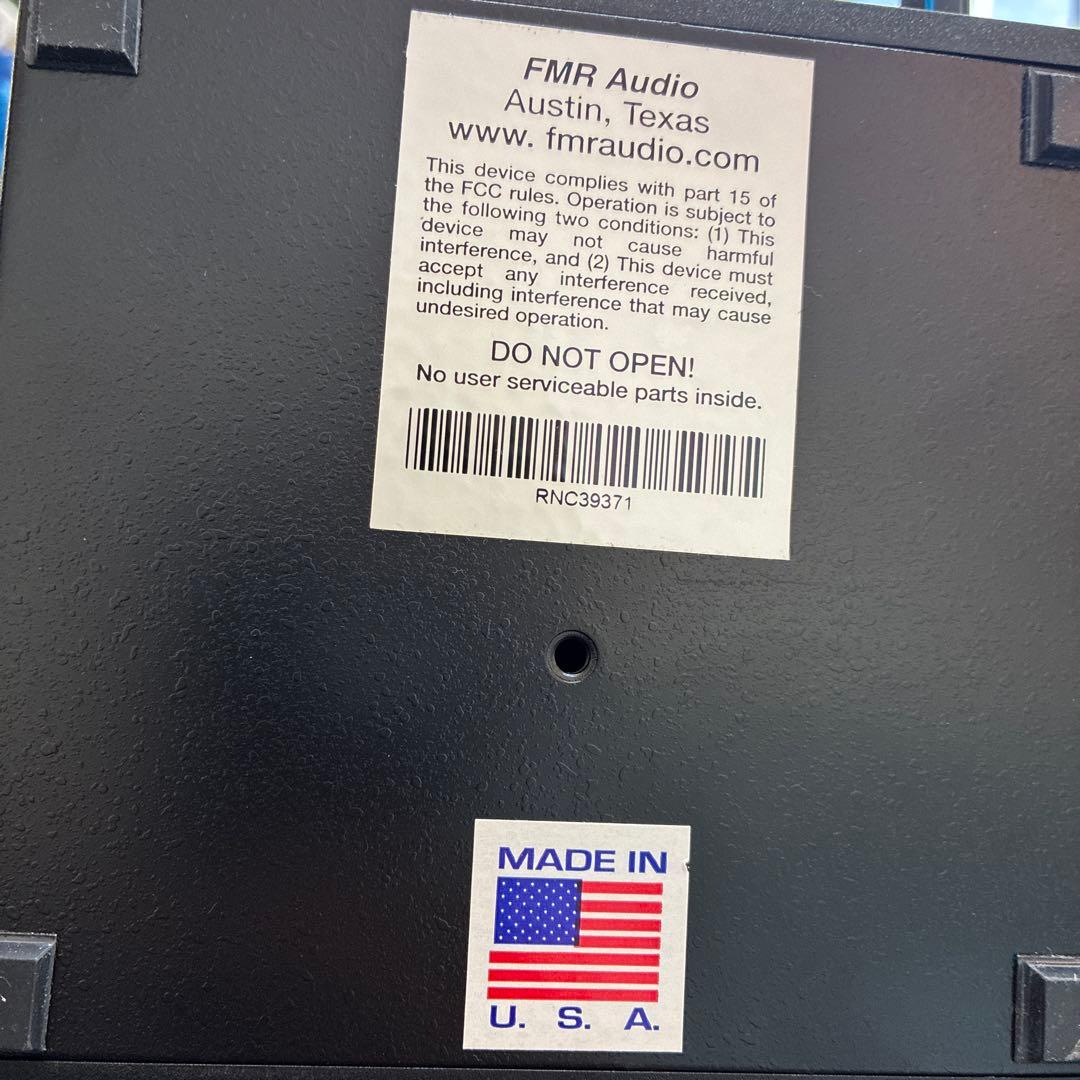 FMR Audio
Austin, Texas
www. fmraudio.com
This device complies with part 15 of
the FCC rules. Operation is subject to
the following two conditions: (1) This
device may not cause harmful
interference, and (2) This device must
accept any interference received,
including interference that may cause
undesired operation.
DO NOT OPEN!
No user serviceable parts inside.
RNC39371
MADE IN
U. S. A.